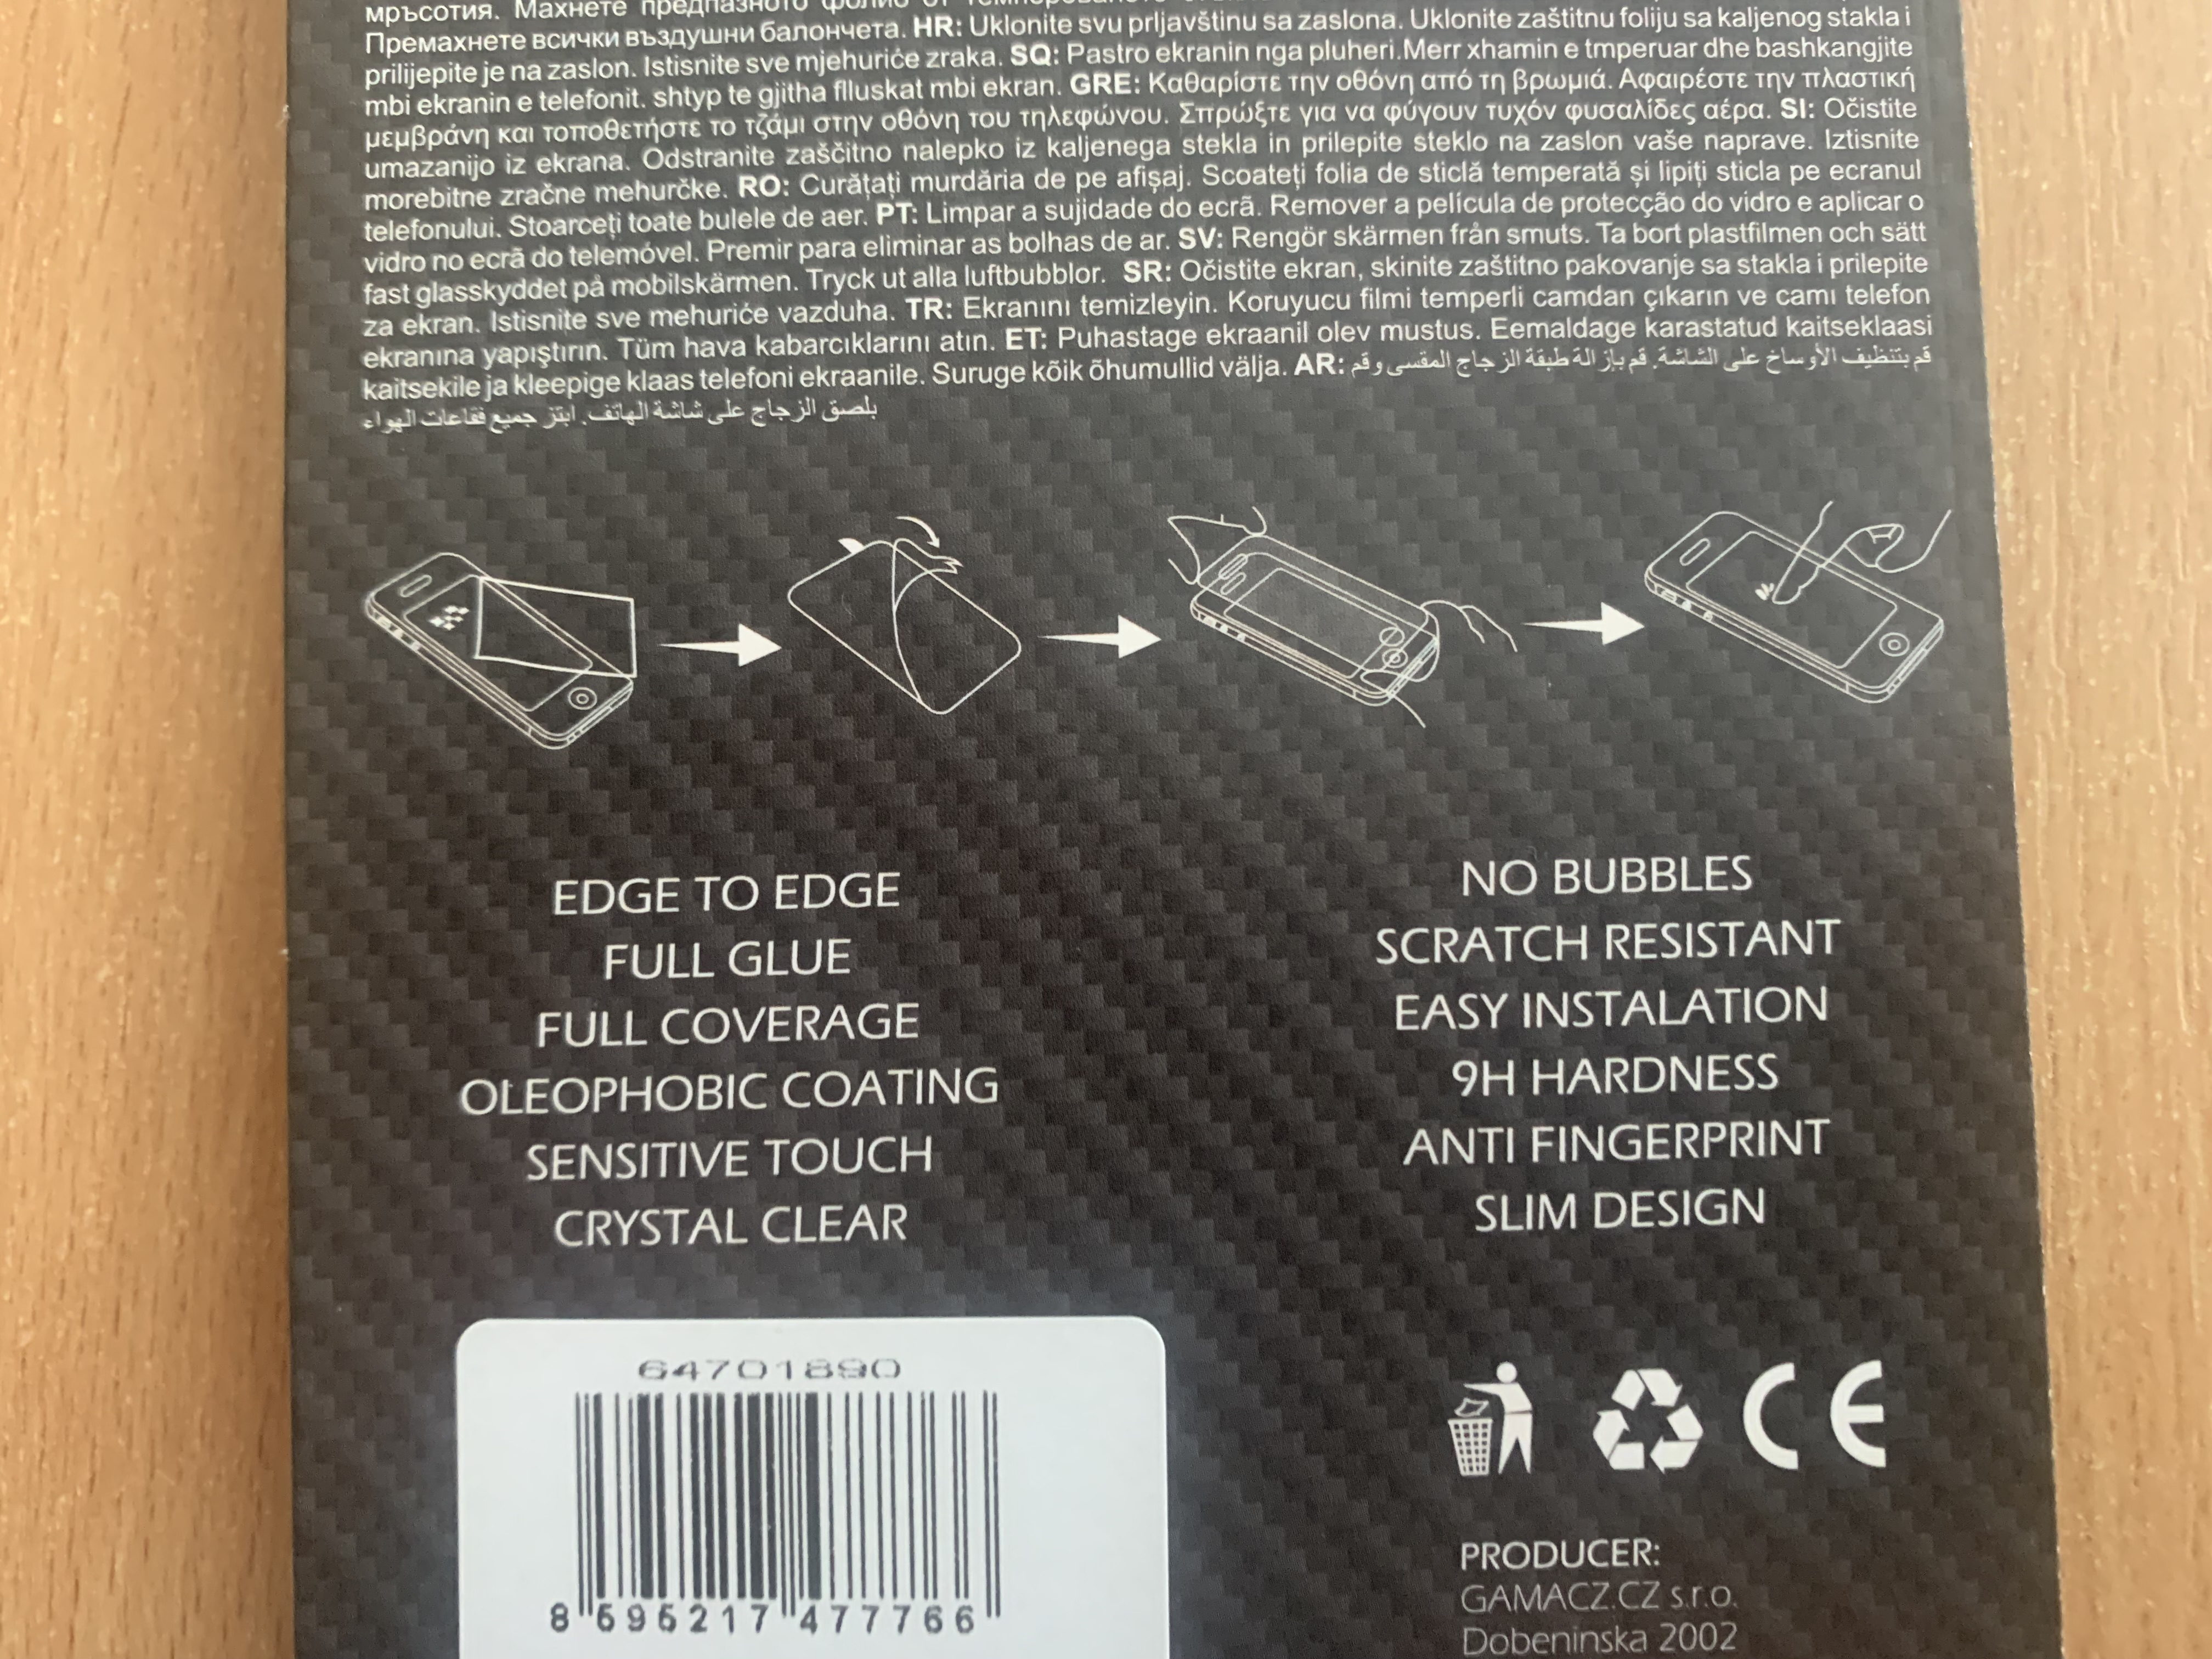 мръсотия. Махнете предпазното фолио от
Премахнете всички въздушни балончета. HR: Uklonite svu prljavštinu sa zaslona. Uklonite zaštitnu foliju sa kaljenog stakla i
prilijepite je na zaslon. Istisnite sve mjehuriće zraka. SQ: Pastro ekranin nga pluheri.Merr xhamin e tmperuar dhe bashkangjite
mbi ekranin e telefonit. shtyp te gjitha flluskat mbi ekran. GRE: Καθαρίστε την οθόνη από τη βρωμιά. Αφαιρέστε την πλαστική
μεμβράνη και τοποθετήστε το τζάμι στην οθόνη του τηλεφώνου. Σπρώξτε για να φύγουν τυχόν φυσαλίδες αέρα. SI: Očistite
umazanijo iz ekrana. Odstranite zaščitno nalepko iz kaljenega stekla in prilepite steklo na zaslon vaše naprave. Iztisnite
morebitne zračne mehurčke. RO: Curățați murdăria de pe afișaj. Scoateți folia de sticlă temperată și lipiți sticla pe ecranul
telefonului. Stoarceți toate bulele de aer. PT: Limpar a sujidade do ecrã. Remover a película de protecção do vidro e aplicar o
vidro no ecrã do telemóvel. Premir para eliminar as bolhas de ar. SV: Rengör skärmen från smuts. Ta bort plastfilmen och sätt
fast glasskyddet på mobilskärmen. Tryck ut alla luftbubblor. SR: Očistite ekran, skinite zaštitno pakovanje sa stakla i prilepite
za ekran. Istisnite sve mehuriće vazduha. TR: Ekranını temizleyin. Koruyucu filmi temperli camdan çıkarın ve camı telefon
ekranına yapıştırın. Tüm hava kabarcıklarını atın. ET: Puhastage ekraanil olev mustus. Eemaldage karastatud kaitseklaasi
kaitsekile ja kleepige klaas telefoni ekraanile. Suruge kõik õhumullid välja. AR: قم بتنظيف الأوساخ على الشاشة. قم بإزالة طبقة الزجاج المقسى وقم
بلصق الزجاج على شاشة الهاتف. ابتز جميع فقاعات الهواء
EDGE TO EDGE
FULL GLUE
FULL COVERAGE
OLEOPHOBIC COATING
SENSITIVE TOUCH
CRYSTAL CLEAR
NO BUBBLES
SCRATCH RESISTANT
EASY INSTALATION
9H HARDNESS
ANTI FINGERPRINT
SLIM DESIGN
64701890
8 595217 477766
CE
PRODUCER:
GAMACZ.CZ s.r.o.
Dobeninska 2002